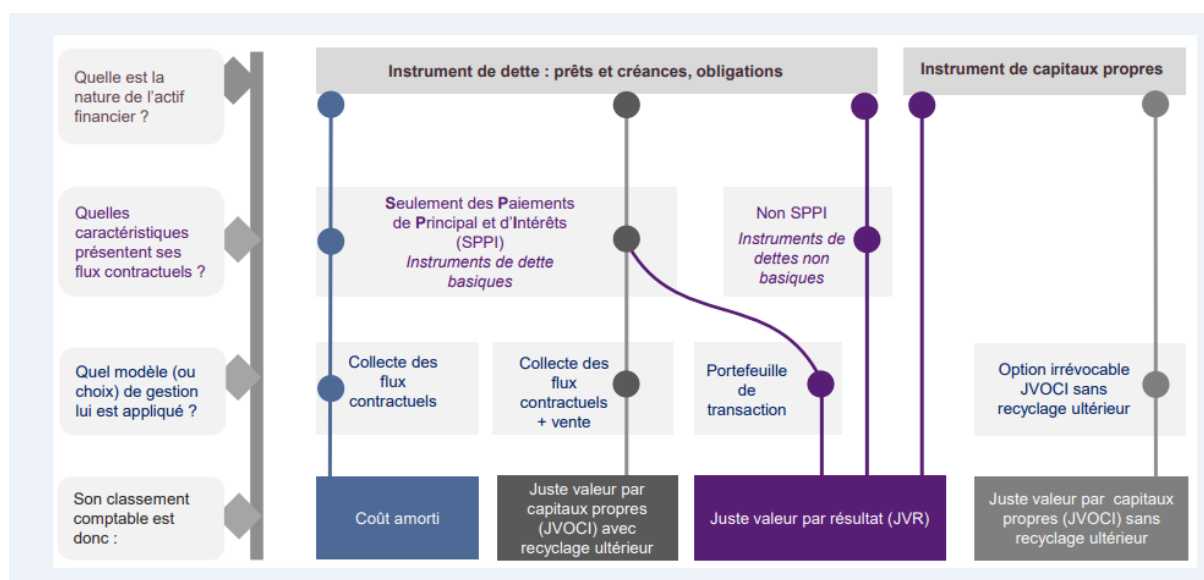 Quelle est la
nature de l'actif
financier ?
Instrument de dette : prêts et créances, obligations
Instrument de capitaux propres
Quelles
caractéristiques
présentent ses
flux contractuels ?
Seulement des Paiements
de Principal et d'Intérêts
(SPPI)
Instruments de dette
basiques
Non SPPI
Instruments de
dettes non
basiques
Quel modèle (ou
choix) de gestion
lui est appliqué ?
Collecte des
flux
contractuels
Collecte des
flux
contractuels
+ vente
Portefeuille
de
transaction
Option irrévocable
JVOCI sans
recyclage ultérieur
Son classement
comptable est
donc :
Coût amorti
Juste valeur par
capitaux propres
(JVOCI) avec
recyclage ultérieur
Juste valeur par résultat (JVR)
Juste valeur par capitaux
propres (JVOCI) sans
recyclage ultérieur